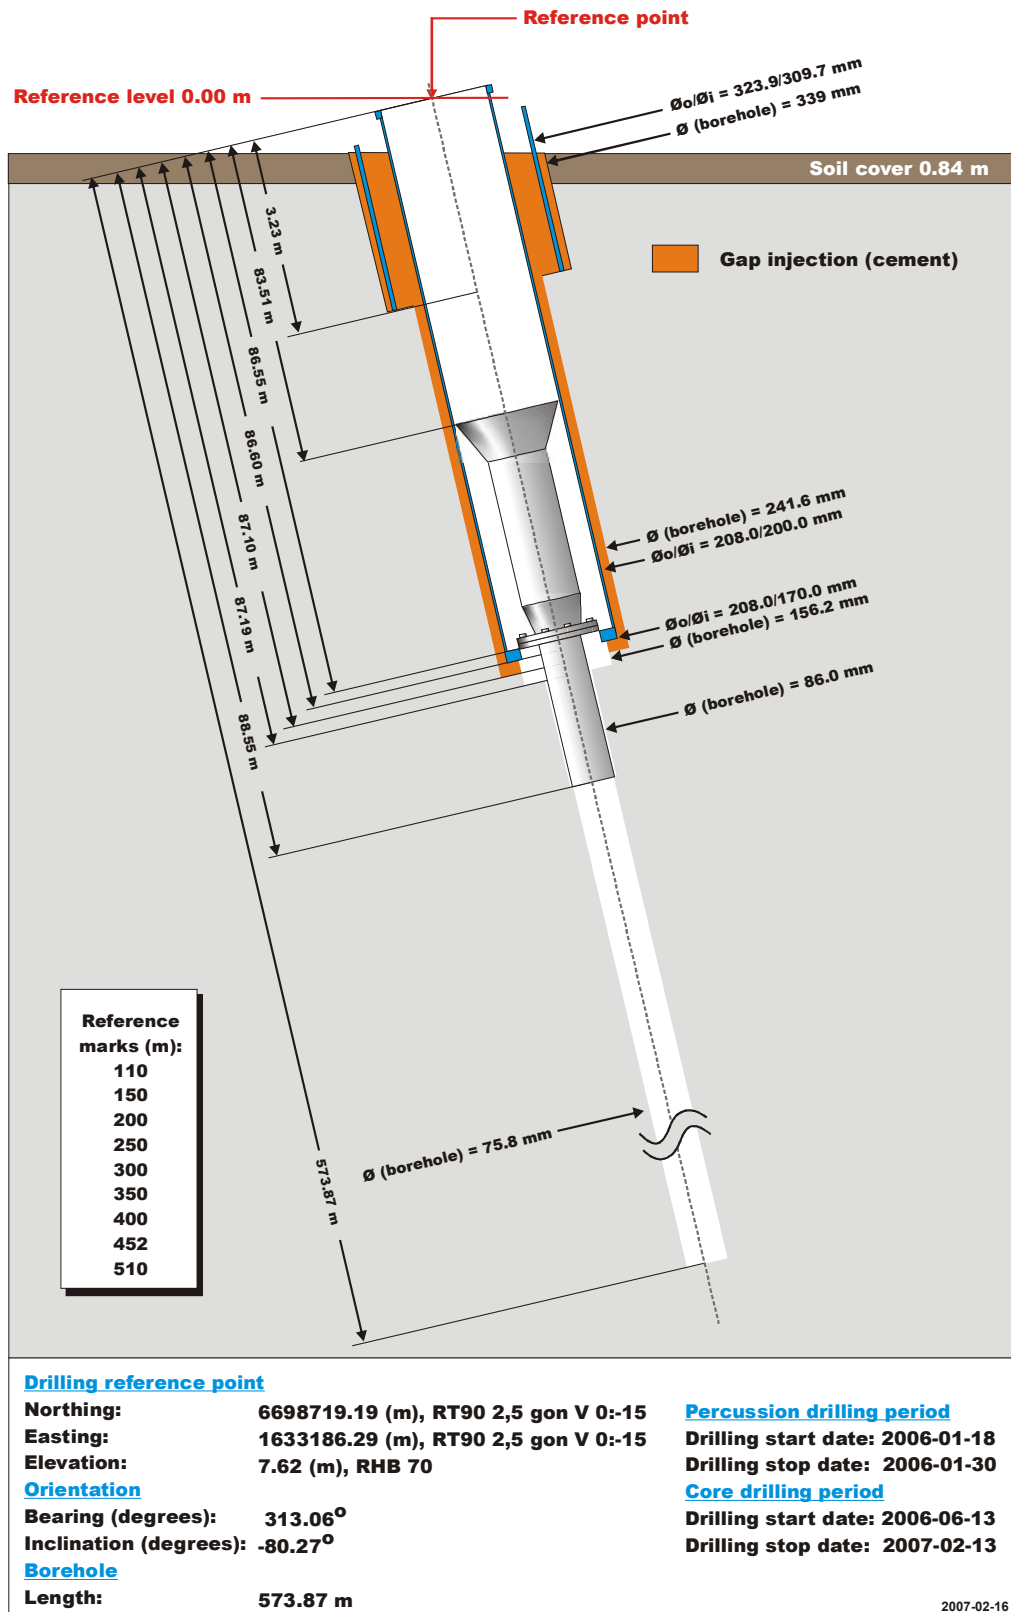 Reference point
Reference level 0.00 m
Øo/Øi = 323.9/309.7 mm
Ø (borehole) = 339 mm
Soil cover 0.84 m
Gap injection (cement)
3.23 m
83.51 m
86.55 m
86.60 m
87.10 m
87.19 m
88.55 m
573.87 m
Ø (borehole) = 241.6 mm
Øo/Øi = 208.0/200.0 mm
Øo/Øi = 208.0/170.0 mm
Ø (borehole) = 156.2 mm
Ø (borehole) = 86.0 mm
Ø (borehole) = 75.8 mm
Reference
marks (m):
110
150
200
250
300
350
400
452
510
Drilling reference point
Northing: 6698719.19 (m), RT90 2,5 gon V 0:-15
Easting: 1633186.29 (m), RT90 2,5 gon V 0:-15
Elevation: 7.62 (m), RHB 70
Orientation
Bearing (degrees): 313.06°
Inclination (degrees): -80.27°
Borehole
Length: 573.87 m
Percussion drilling period
Drilling start date: 2006-01-18
Drilling stop date: 2006-01-30
Core drilling period
Drilling start date: 2006-06-13
Drilling stop date: 2007-02-13
2007-02-16